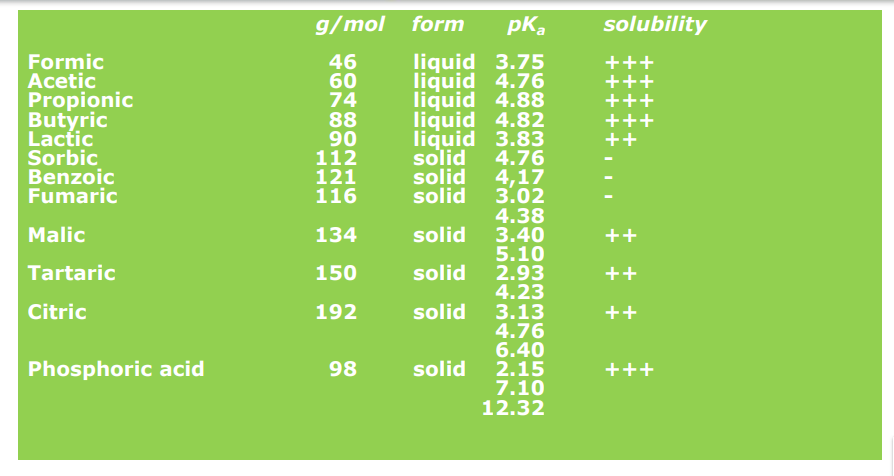 g/mol form pKa solubility
Formic 46 liquid 3.75 +++
Acetic 60 liquid 4.76 +++
Propionic 74 liquid 4.88 +++
Butyric 88 liquid 4.82 +++
Lactic 90 liquid 3.83 ++
Sorbic 112 solid 4.76 -
Benzoic 121 solid 4,17 -
Fumaric 116 solid 3.02 -
4.38
Malic 134 solid 3.40 ++
5.10
Tartaric 150 solid 2.93 ++
4.23
Citric 192 solid 3.13 ++
4.76
6.40
Phosphoric acid 98 solid 2.15 +++
7.10
12.32